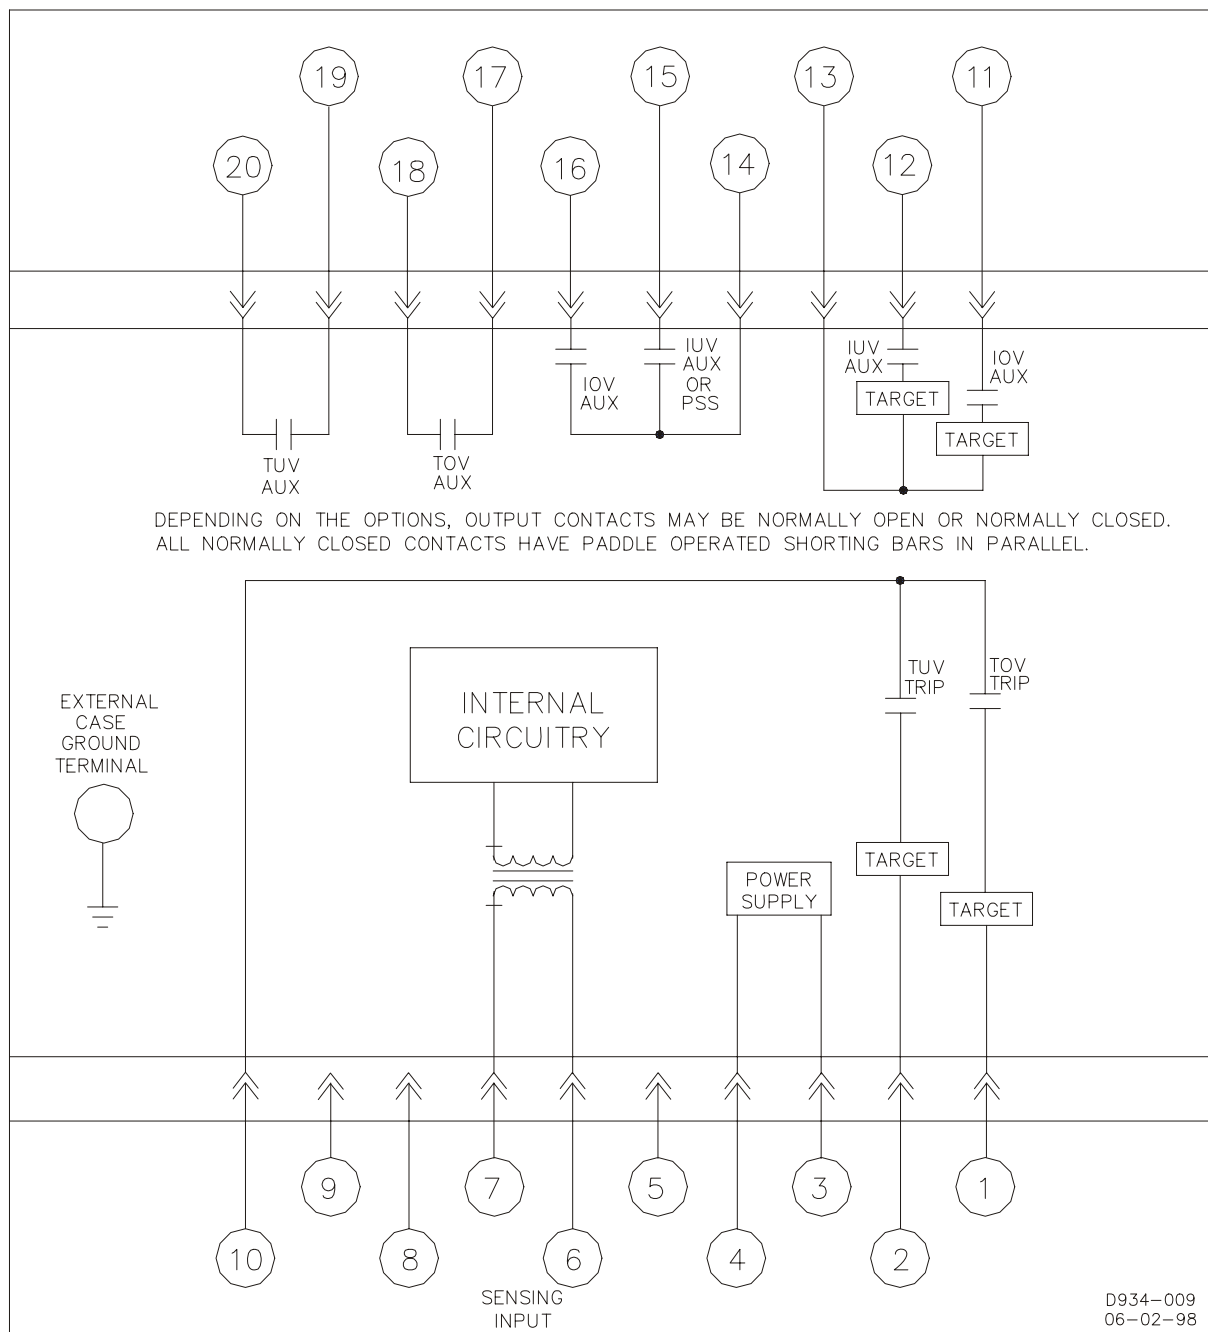 19
17
15
13
11
20
18
16
14
12
IUV
AUX
OR
PSS
IOV
AUX
IUV
AUX
TARGET
IOV
AUX
TARGET
TUV
AUX
TOV
AUX
DEPENDING ON THE OPTIONS, OUTPUT CONTACTS MAY BE NORMALLY OPEN OR NORMALLY CLOSED.
ALL NORMALLY CLOSED CONTACTS HAVE PADDLE OPERATED SHORTING BARS IN PARALLEL.
TUV
TRIP
TOV
TRIP
INTERNAL
CIRCUITRY
EXTERNAL
CASE
GROUND
TERMINAL
TARGET
POWER
SUPPLY
TARGET
9
7
5
3
1
10
8
6
4
2
SENSING
INPUT
D934-009
06-02-98